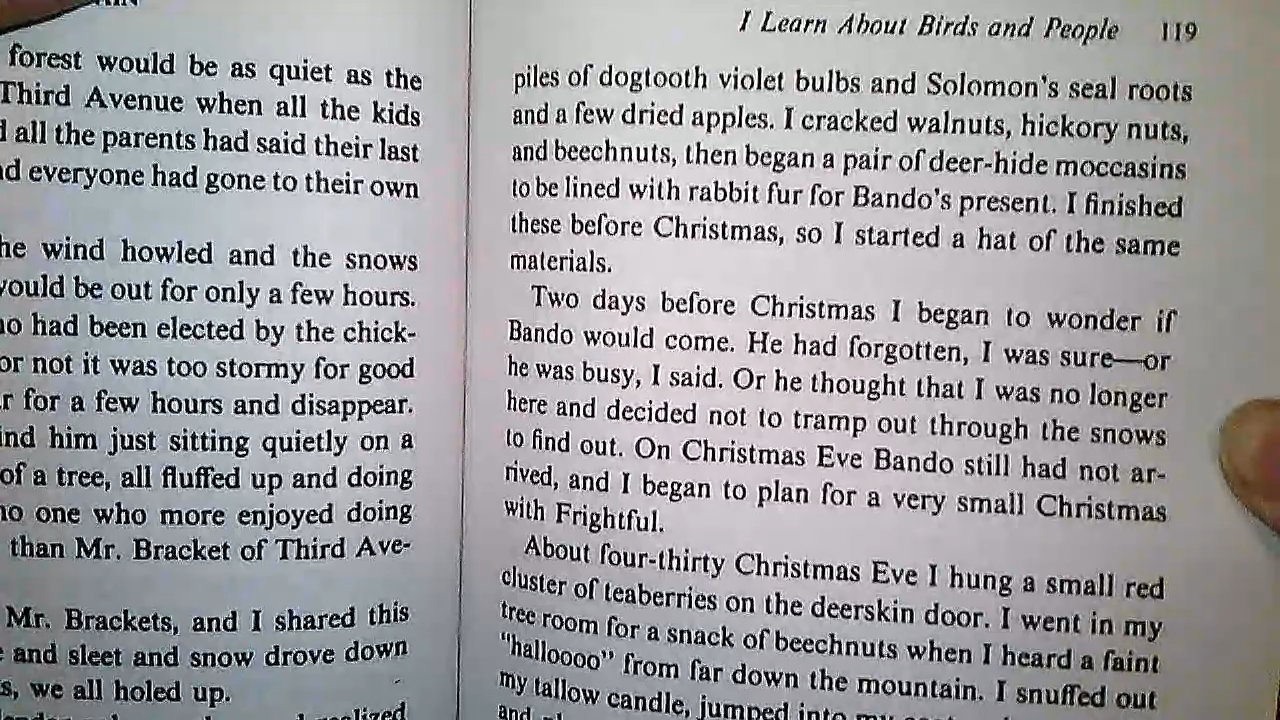 forest would be as quiet as the
Third Avenue when all the kids
all the parents had said their last
everyone had gone to their own
wind howled and the snows
would be out for only a few hours.
had been elected by the chick-
or not it was too stormy for good
for a few hours and disappear.
him just sitting quietly on a
of a tree, all fluffed up and doing
no one who more enjoyed doing
than Mr. Bracket of Third Ave-
Mr. Brackets, and I shared this
and sleet and snow drove down
we all holed up.
I Learn About Birds and People 119
piles of dogtooth violet bulbs and Solomon's seal roots
and a few dried apples. I cracked walnuts, hickory nuts,
and beechnuts, then began a pair of deer-hide moccasins
to be lined with rabbit fur for Bando's present. I finished
these before Christmas, so I started a hat of the same
materials.
Two days before Christmas I began to wonder if
Bando would come. He had forgotten, I was sure—or
he was busy, I said. Or he thought that I was no longer
here and decided not to tramp out through the snows
to find out. On Christmas Eve Bando still had not ar-
rived, and I began to plan for a very small Christmas
with Frightful.
About four-thirty Christmas Eve I hung a small red
cluster of teaberries on the deerskin door. I went in my
tree room for a snack of beechnuts when I heard a faint
"halloooo" from far down the mountain. I snuffed out
my tallow candle, jumped into my
and